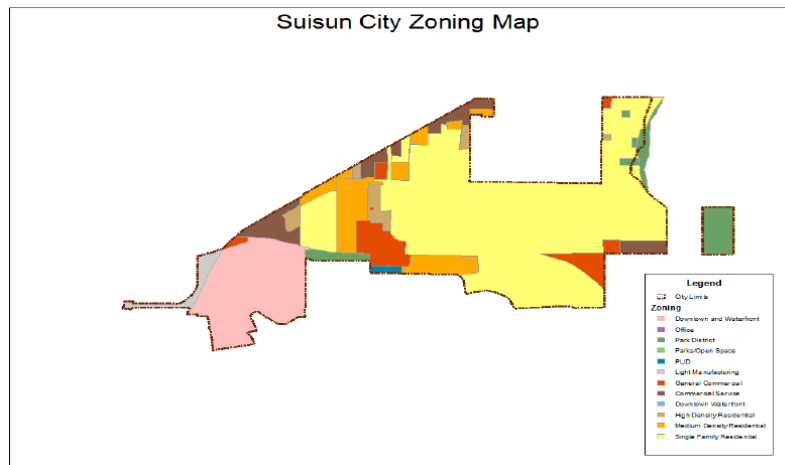 Suisun City Zoning Map
Legend
City Limits
Zoning
Downtown and Waterfront
Office
Park District
Parks/Open Space
PUD
Light Manufacturing
General Commercial
Commercial Service
Downtown Waterfront
High Density Residential
Medium Density Residential
Single Family Residential